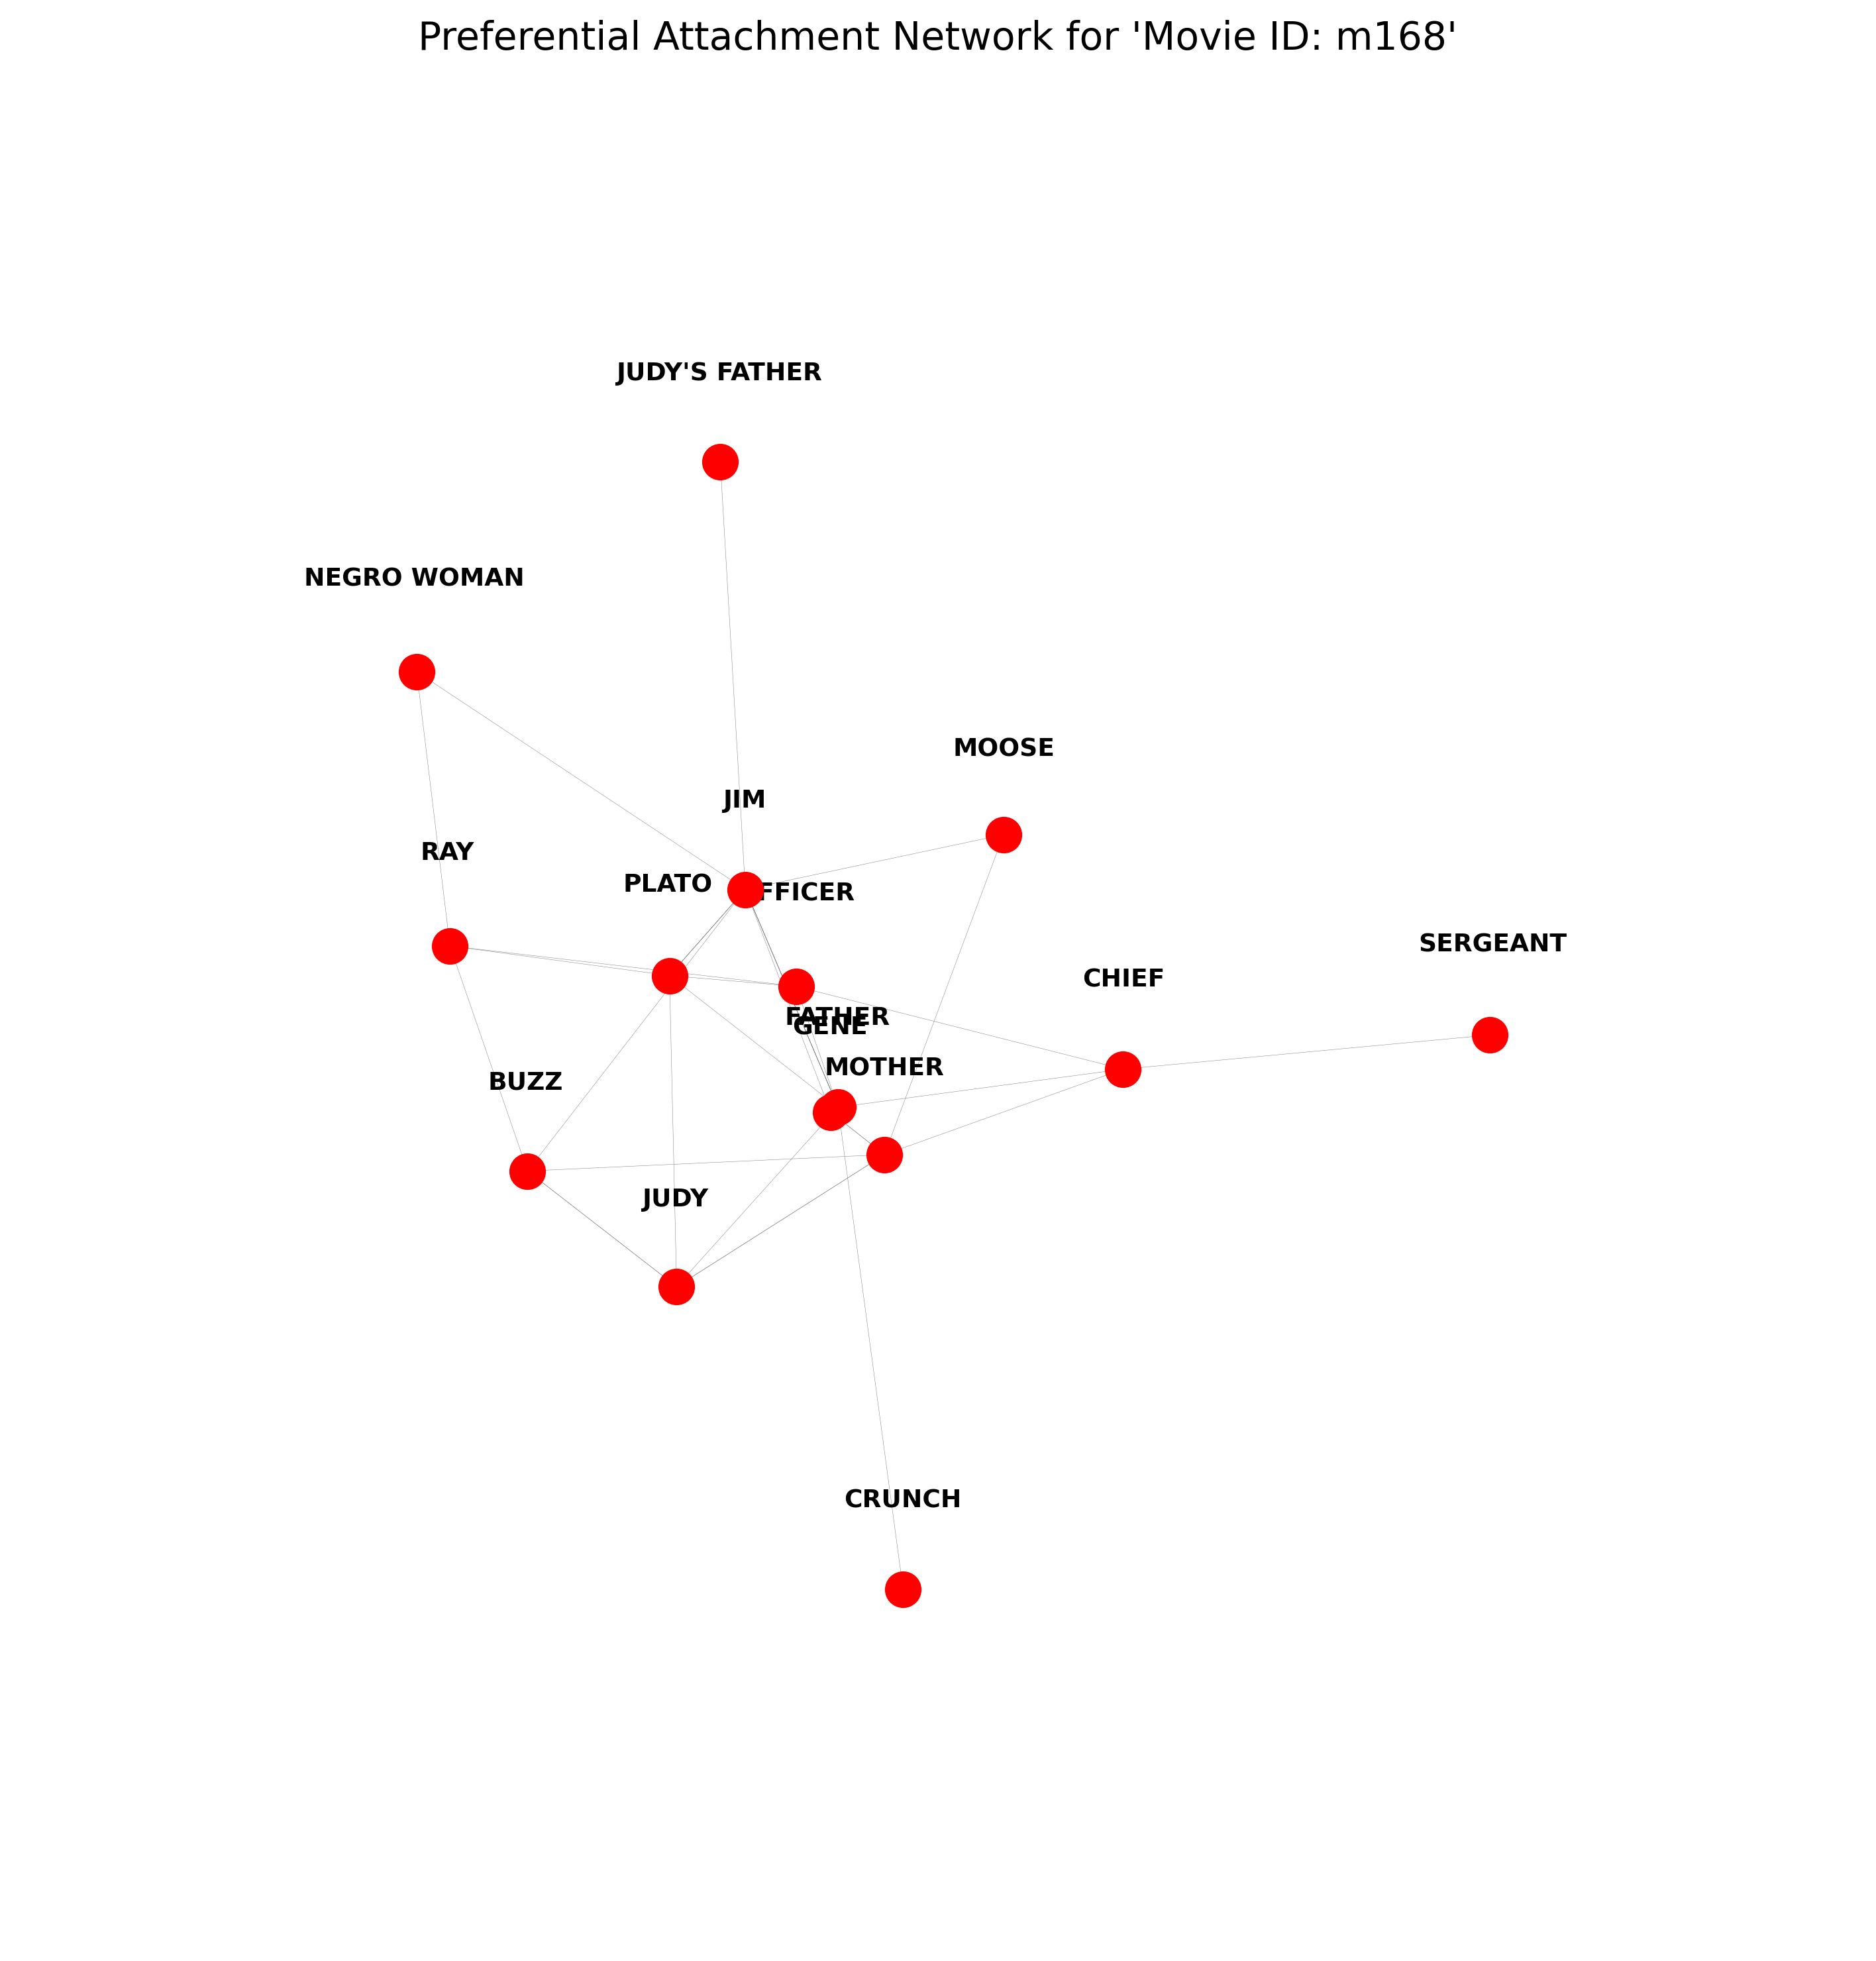 Preferential Attachment Network for 'Movie ID: m168'
JUDY'S FATHER
NEGRO WOMAN
MOOSE
JIM
RAY
PLATO
FFICER
SERGEANT
CHIEF
FATHER
GENE
MOTHER
BUZZ
JUDY
CRUNCH